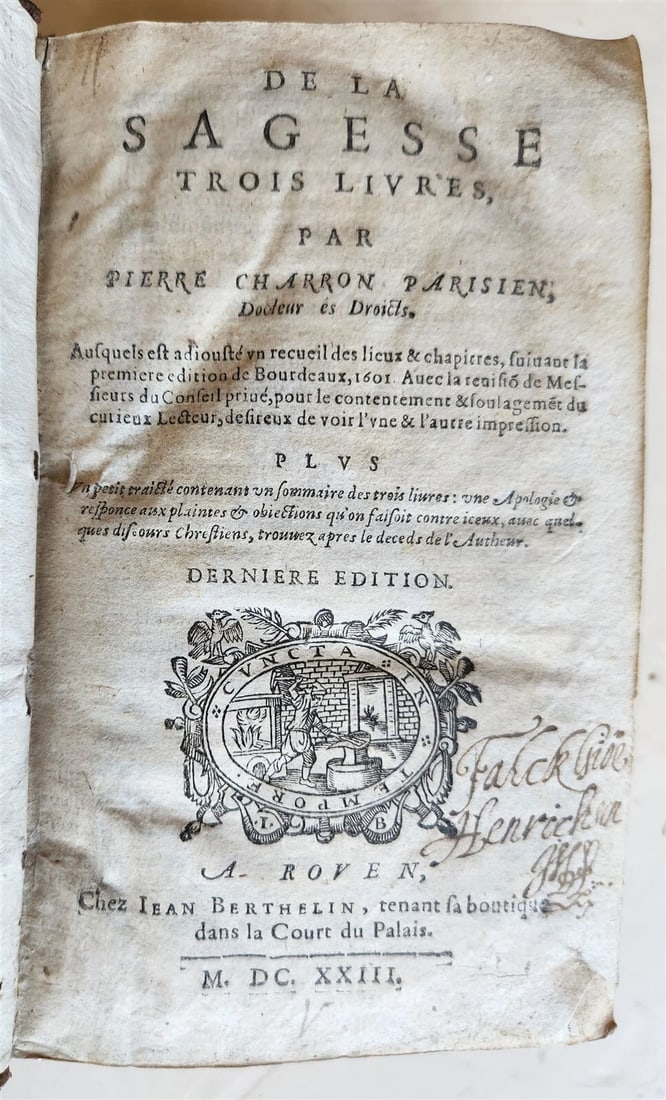 DE LA
SAGESSE
TROIS LIVRES,
PAR
PIERRE CHARRON PARISIEN,
Docteur és Droicts.
Ausquels est adiousté vn recueil des lieux & chapitres, suiuant la
premiere edition de Bourdeaux, 1601. Auec la reuisiõ de Mes-
sieurs du Conseil priué, pour le contentement & soulagemẽt du
curieux Lecteur, desireux de voir l'vne & l'autre impression.
PLVS
Vn petit traicté contenant vn sommaire des trois liures: vne Apologie &
responce aux plaintes & obiections qu'on faisoit contre iceux, auec quel-
ques discours Chrestiens, trouuez apres le deceds de l'Autheur.
DERNIERE EDITION.
CVNCTA IN TEMPORE.
I. B
A ROVEN,
Chez IEAN BERTHELIN, tenant sa boutique
dans la Court du Palais.
M. DC. XXIII.